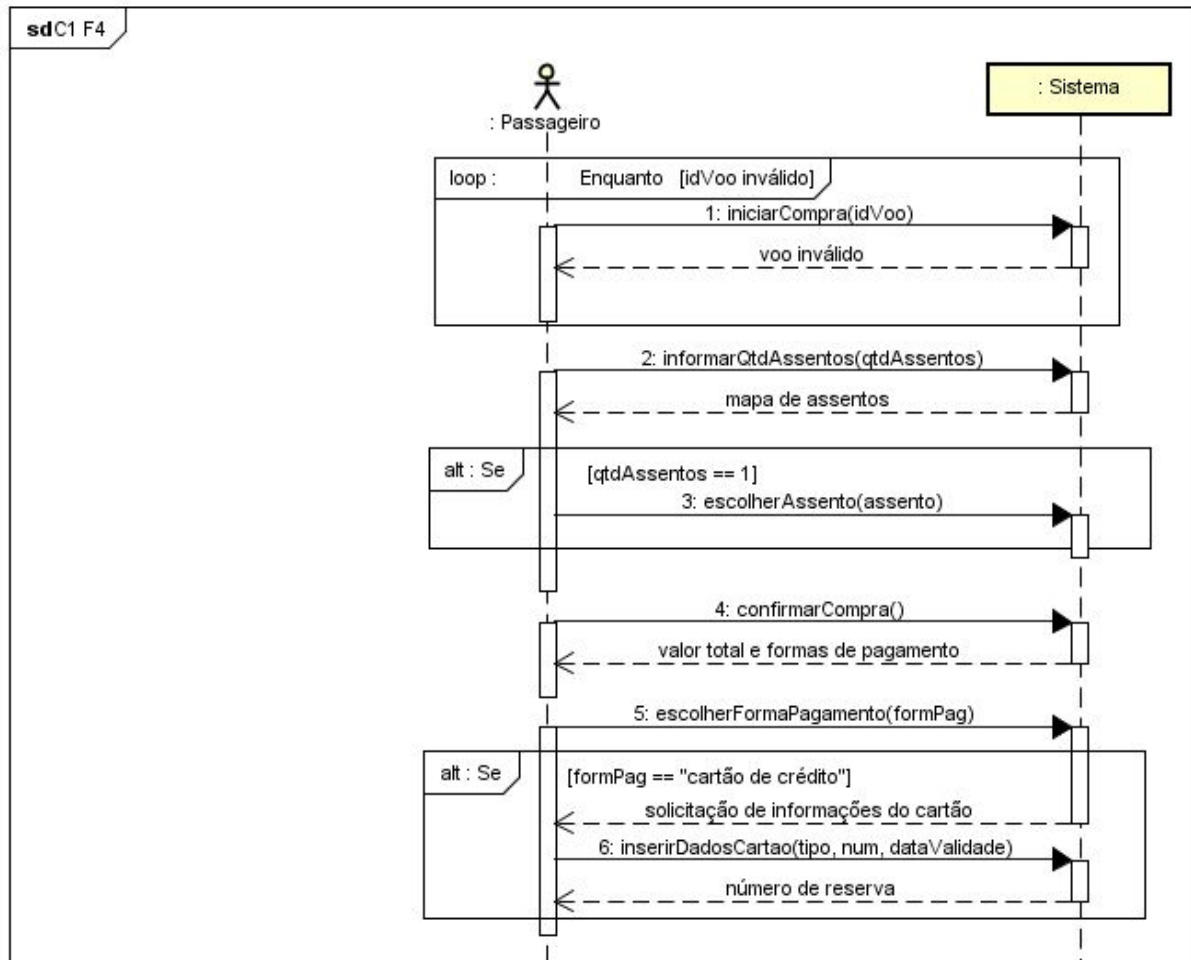 sd C1 F4
: Passageiro
: Sistema
loop : Enquanto [idVoo inválido]
1: iniciarCompra(idVoo)
voo inválido
2: informarQtdAssentos(qtdAssentos)
mapa de assentos
alt : Se [qtdAssentos == 1]
3: escolherAssento(assento)
4: confirmarCompra()
valor total e formas de pagamento
5: escolherFormaPagamento(formPag)
alt : Se [formPag == "cartão de crédito"]
solicitação de informações do cartão
6: inserirDadosCartao(tipo, num, dataValidade)
número de reserva